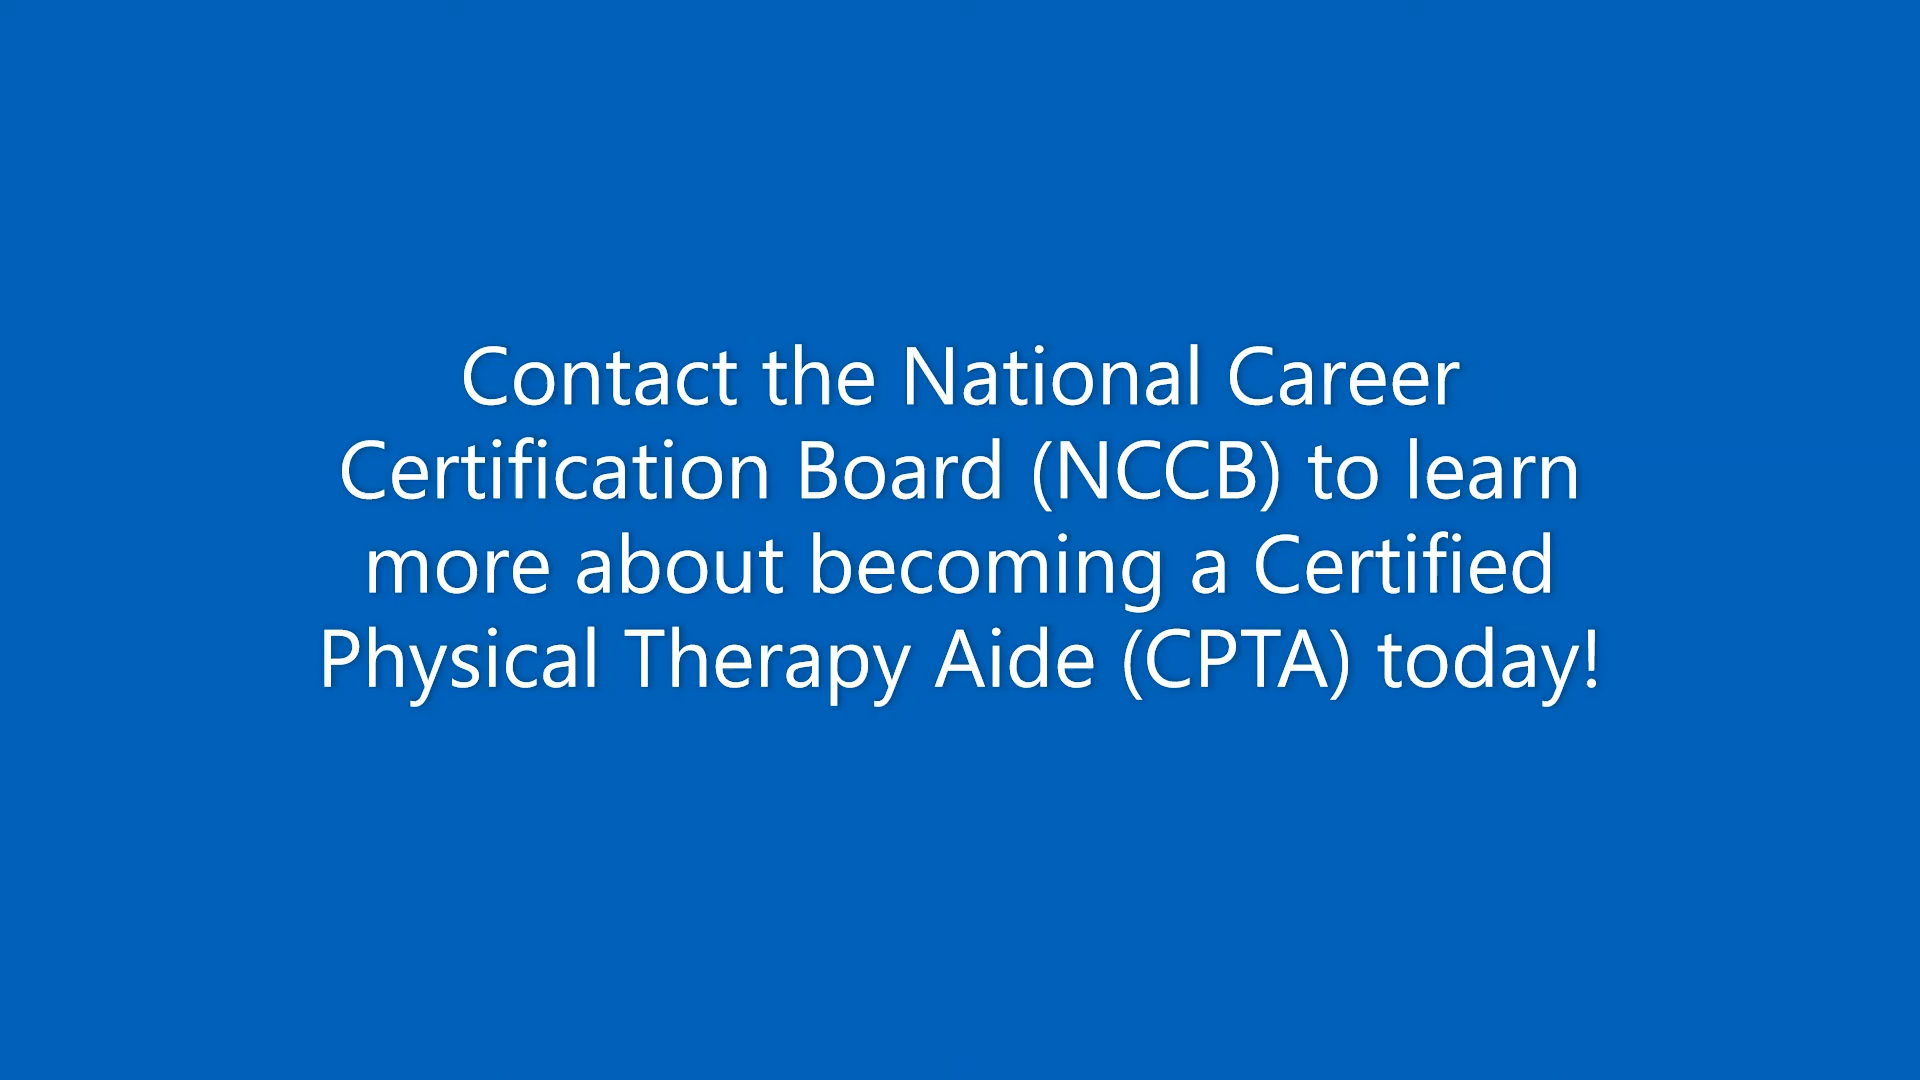 Contact the National Career
Certification Board (NCCB) to learn
more about becoming a Certified
Physical Therapy Aide (CPTA) today!